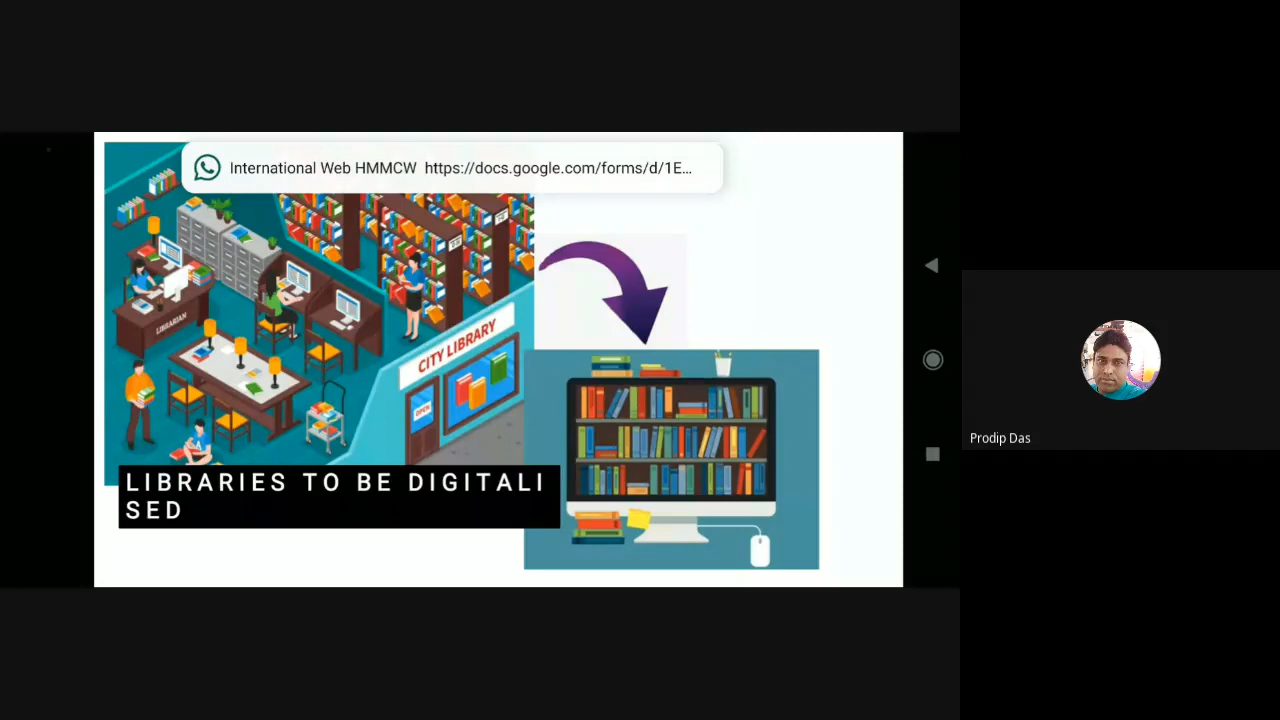 International Web HMMCW https://docs.google.com/forms/d/1E...
LIBRARIAN
CITY LIBRARY
OPEN
LIBRARIES TO BE DIGITALI
SED
Prodip Das